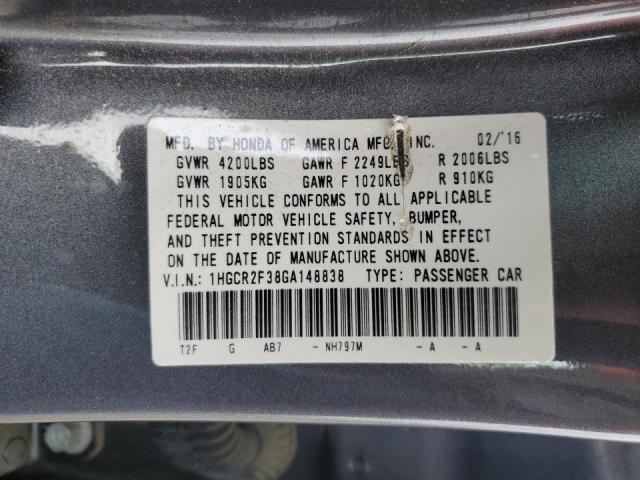 MFD. BY HONDA OF AMERICA MFG., INC. 02/'16
GVWR 4200LBS GAWR F 2249LBS R 2006LBS
GVWR 1905KG GAWR F 1020KG R 910KG
THIS VEHICLE CONFORMS TO ALL APPLICABLE
FEDERAL MOTOR VEHICLE SAFETY, BUMPER,
AND THEFT PREVENTION STANDARDS IN EFFECT
ON THE DATE OF MANUFACTURE SHOWN ABOVE.
V.I.N.: 1HGCR2F38GA148838 TYPE: PASSENGER CAR
T2F G AB7 - NH797M - A - A